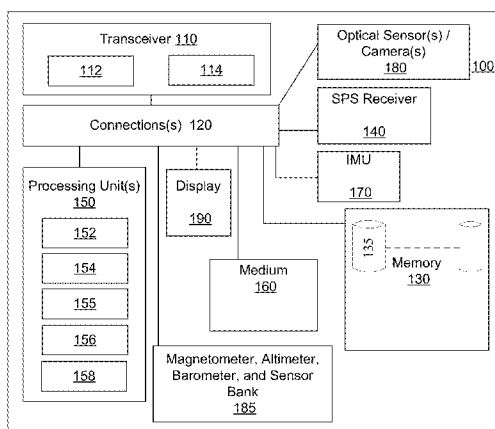 Transceiver 110
112
114
Optical Sensor(s) /
Camera(s)
180
100
Connections(s) 120
SPS Receiver
140
IMU
170
Processing Unit(s)
150
152
154
155
156
158
Display
190
Medium
160
135
Memory
130
Magnetometer, Altimeter,
Barometer, and Sensor
Bank
185